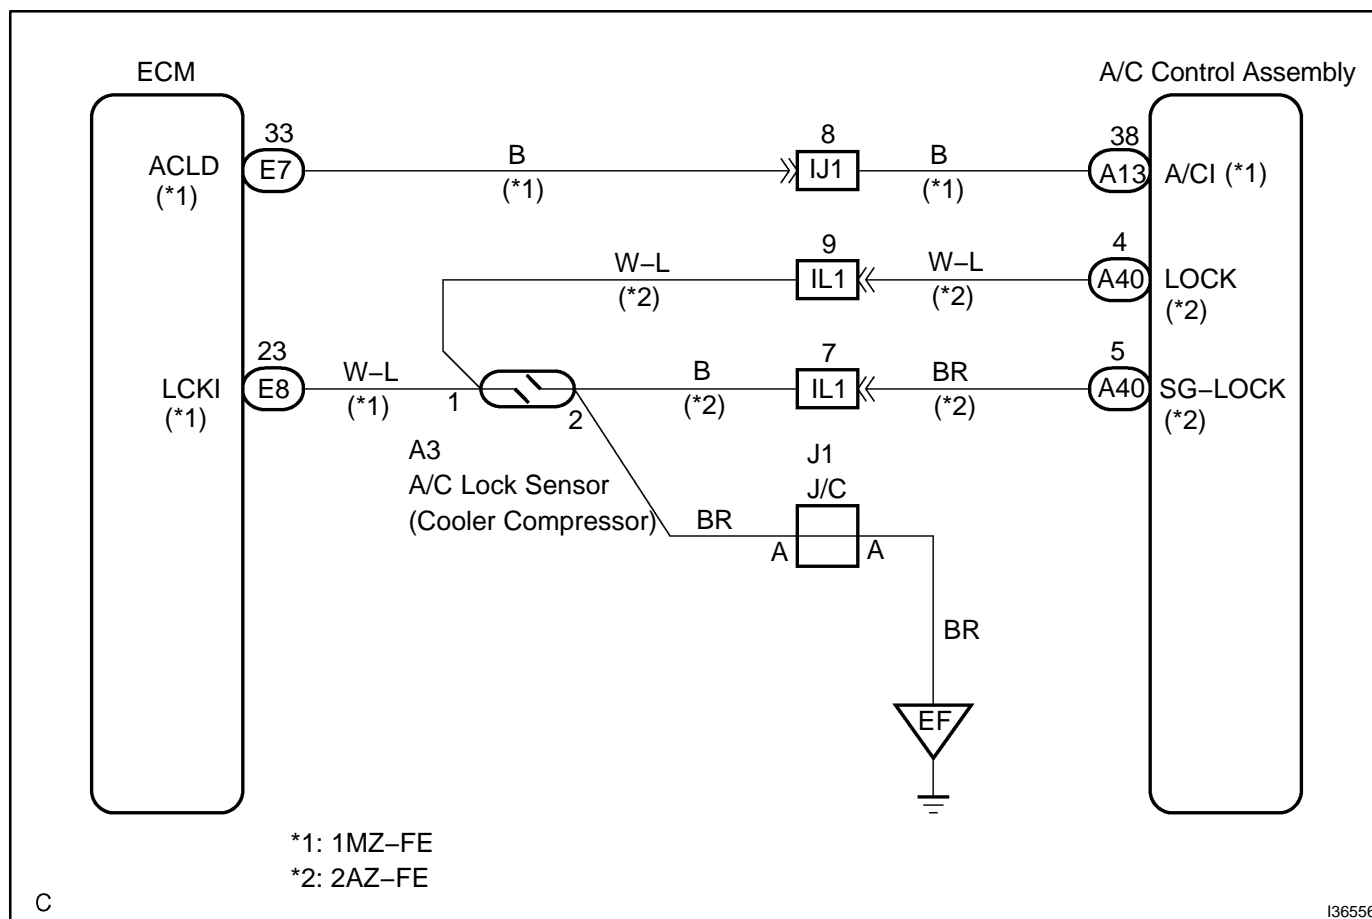 ECM
A/C Control Assembly
ACLD
(*1)
33
E7
B
(*1)
8
IJ1
B
(*1)
38
A13
A/CI (*1)
W–L
(*2)
9
IL1
W–L
(*2)
4
A40
LOCK
(*2)
LCKI
(*1)
23
E8
W–L
(*1)
1
2
B
(*2)
7
IL1
BR
(*2)
5
A40
SG–LOCK
(*2)
A3
A/C Lock Sensor
(Cooler Compressor)
BR
J1
J/C
A
A
BR
EF
*1: 1MZ–FE
*2: 2AZ–FE
C
I36556